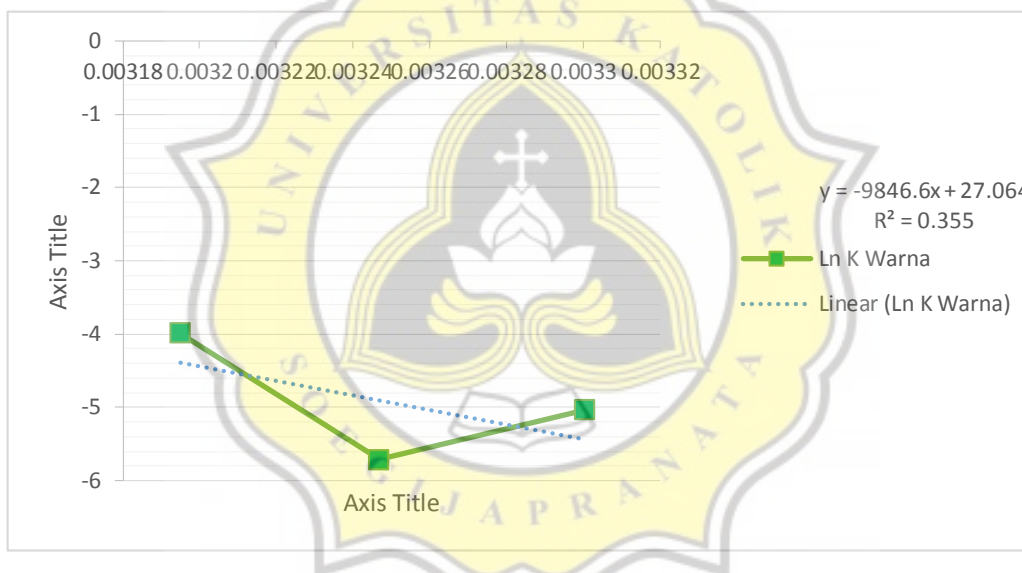 UNIVERSITAS KATOLIK
SOEGIJAPRANATA
0
0.00318 0.0032 0.00322 0.00324 0.00326 0.00328 0.0033 0.00332
-1
-2
-3
-4
-5
-6
Axis Title
Axis Title
y = -9846.6x + 27.064
R² = 0.355
Ln K Warna
Linear (Ln K Warna)